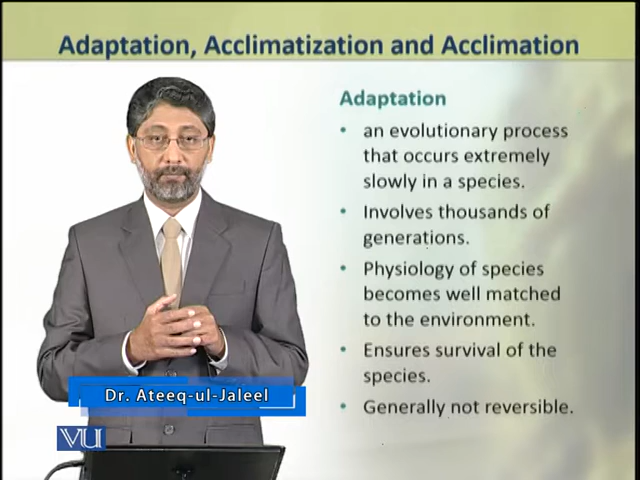 Adaptation, Acclimatization and Acclimation
Adaptation
• an evolutionary process
that occurs extremely
slowly in a species.
• Involves thousands of
generations.
• Physiology of species
becomes well matched
to the environment.
• Ensures survival of the
species.
• Generally not reversible.
Dr. Ateeq-ul-Jaleel
VU